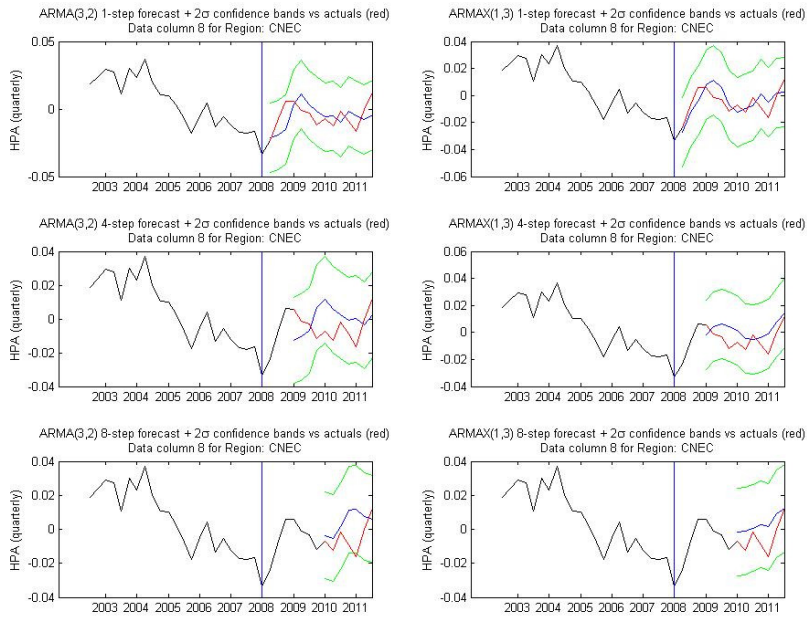 ARMA(3,2) 1-step forecast + 2σ confidence bands vs actuals (red)
Data column 8 for Region: CNEC
HPA (quarterly)
0.05
0
-0.05
2003 2004 2005 2006 2007 2008 2009 2010 2011
ARMAX(1,3) 1-step forecast + 2σ confidence bands vs actuals (red)
Data column 8 for Region: CNEC
HPA (quarterly)
0.04
0.02
0
-0.02
-0.04
-0.06
2003 2004 2005 2006 2007 2008 2009 2010 2011
ARMA(3,2) 4-step forecast + 2σ confidence bands vs actuals (red)
Data column 8 for Region: CNEC
HPA (quarterly)
0.04
0.02
0
-0.02
-0.04
2003 2004 2005 2006 2007 2008 2009 2010 2011
ARMAX(1,3) 4-step forecast + 2σ confidence bands vs actuals (red)
Data column 8 for Region: CNEC
HPA (quarterly)
0.06
0.04
0.02
0
-0.02
-0.04
2003 2004 2005 2006 2007 2008 2009 2010 2011
ARMA(3,2) 8-step forecast + 2σ confidence bands vs actuals (red)
Data column 8 for Region: CNEC
HPA (quarterly)
0.04
0.02
0
-0.02
-0.04
2003 2004 2005 2006 2007 2008 2009 2010 2011
ARMAX(1,3) 8-step forecast + 2σ confidence bands vs actuals (red)
Data column 8 for Region: CNEC
HPA (quarterly)
0.04
0.02
0
-0.02
-0.04
2003 2004 2005 2006 2007 2008 2009 2010 2011